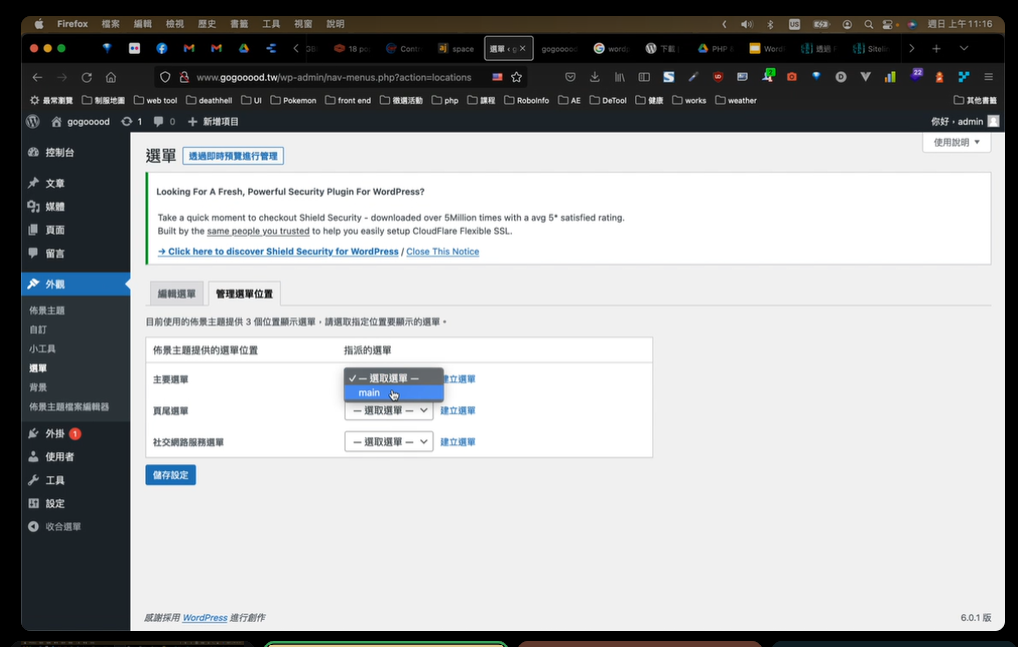 Firefox 檔案 編輯 檢視 歷史 書籤 工具 視窗 說明 US 週日上午11:16
18 po Contr space 選單 ‹ g × gogoooo word 下載 PHP Word 透過 Sitel
www.gogooood.tw/wp-admin/nav-menus.php?action=locations 22
最常瀏覽 制服地圖 web tool deathhell UI Pokemon front end 徵選活動 php 課程 RoboInfo AE DeTool 健康 works weather 其他書籤
gogooood 1 0 + 新增項目 你好,admin
控制台
文章
媒體
頁面
留言
外觀
佈景主題
自訂
小工具
選單
背景
佈景主題檔案編輯器
外掛 1
使用者
工具
設定
收合選單
選單 透過即時預覽進行管理 使用說明 ▼
Looking For A Fresh, Powerful Security Plugin For WordPress?
Take a quick moment to checkout Shield Security - downloaded over 5Million times with a avg 5* satisfied rating.
Built by the same people you trusted to help you easily setup CloudFlare Flexible SSL.
→ Click here to discover Shield Security for WordPress / Close This Notice
編輯選單 管理選單位置
目前使用的佈景主題提供 3 個位置顯示選單,請選取指定位置要顯示的選單。
佈景主題提供的選單位置 指派的選單
主要選單 ✓ — 選取選單 — 建立選單
main
頁尾選單 — 選取選單 — 建立選單
社交網路服務選單 — 選取選單 — 建立選單
儲存設定
感謝採用 WordPress 進行創作 6.0.1 版